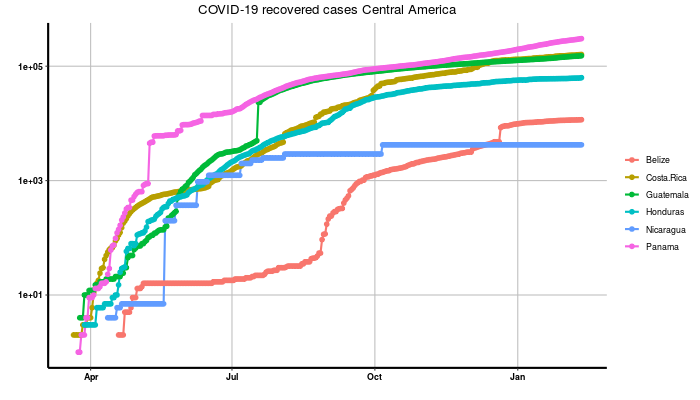 COVID-19 recovered cases Central America
1e+05
1e+03
1e+01
Apr
Jul
Oct
Jan
Belize
Costa.Rica
Guatemala
Honduras
Nicaragua
Panama